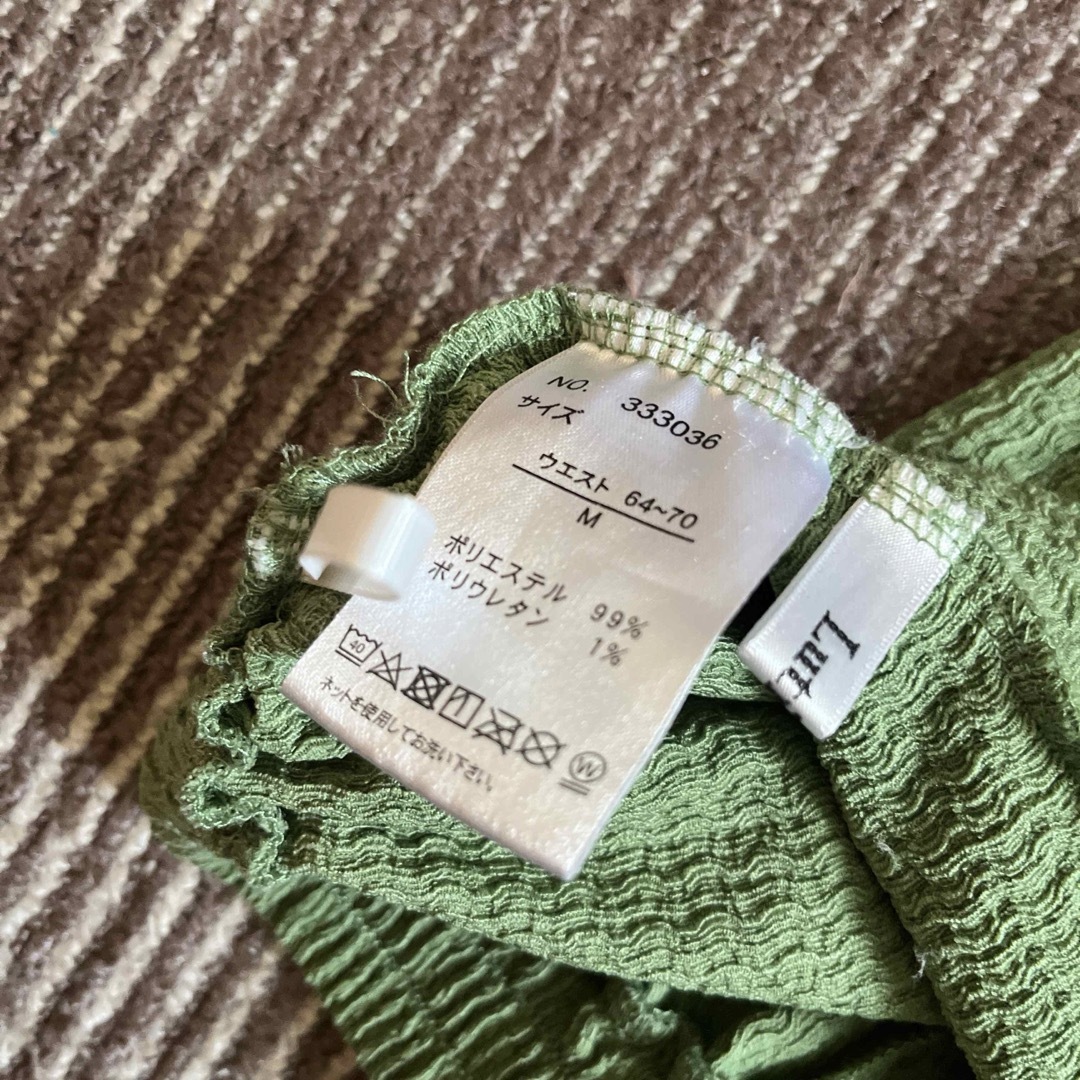 NO. 333036
サイズ
ウエスト 64~70
M
ポリエステル 99%
ポリウレタン 1%
40
W
ネットを使用してお洗い下さい。